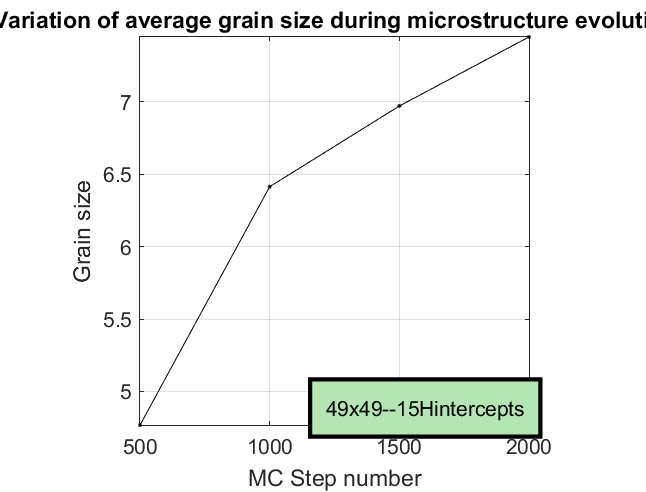 Variation of average grain size during microstructure evoluti
7
6.5
6
5.5
5
Grain size
49x49--15Hintercepts
500 1000 1500 2000
MC Step number